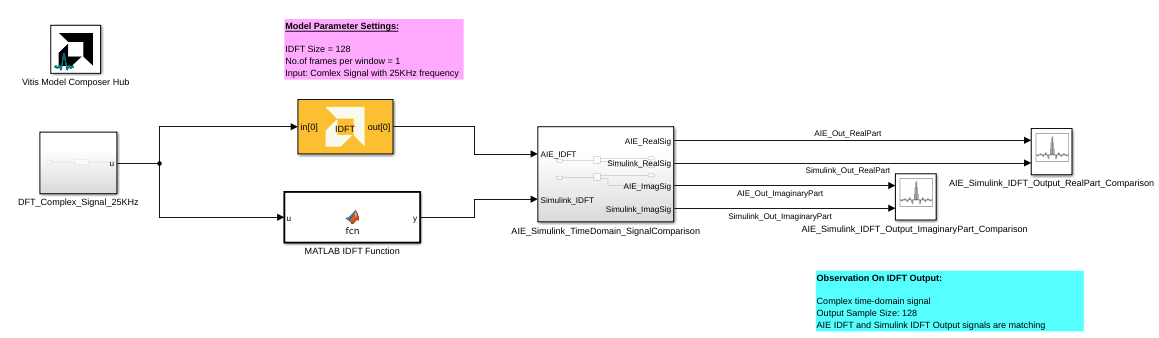 Model Parameter Settings:
IDFT Size = 128
No.of frames per window = 1
Input: Comlex Signal with 25KHz frequency
Vitis Model Composer Hub
in[0]
IDFT
out[0]
u
DFT_Complex_Signal_25KHz
u
fcn
y
MATLAB IDFT Function
AIE_IDFT
Simulink_IDFT
AIE_RealSig
Simulink_RealSig
AIE_ImagSig
Simulink_ImagSig
AIE_Simulink_TimeDomain_SignalComparison
AIE_Out_RealPart
Simulink_Out_RealPart
AIE_Out_ImaginaryPart
Simulink_Out_ImaginaryPart
AIE_Simulink_IDFT_Output_RealPart_Comparison
AIE_Simulink_IDFT_Output_ImaginaryPart_Comparison
Observation On IDFT Output:
Complex time-domain signal
Output Sample Size: 128
AIE IDFT and Simulink IDFT Output signals are matching